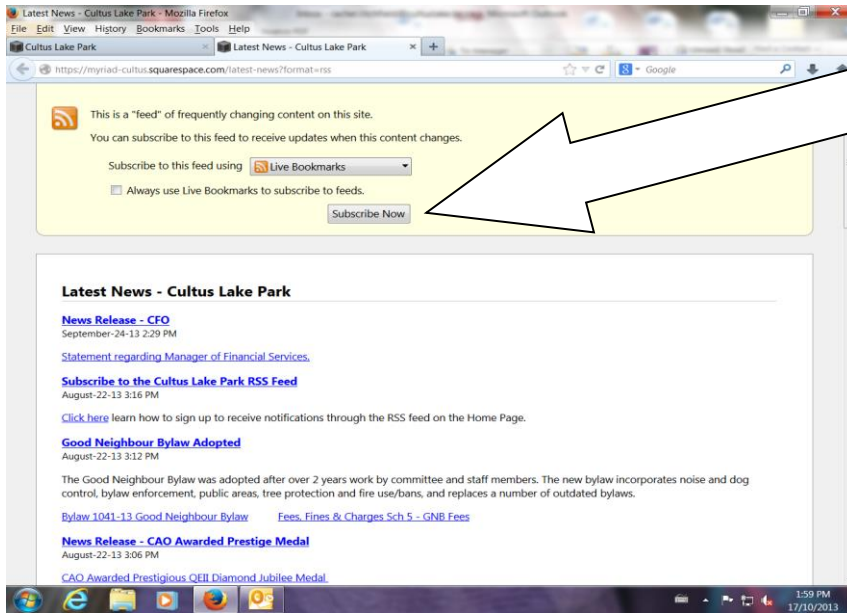 Latest News - Cultus Lake Park - Mozilla Firefox
File Edit View History Bookmarks Tools Help
Cultus Lake Park × Latest News - Cultus Lake Park × +
https://myriad-cultus.squarespace.com/latest-news?format=rss Google
This is a "feed" of frequently changing content on this site.
You can subscribe to this feed to receive updates when this content changes.
Subscribe to this feed using Live Bookmarks
Always use Live Bookmarks to subscribe to feeds.
Subscribe Now
Latest News - Cultus Lake Park
News Release - CFO
September-24-13 2:29 PM
Statement regarding Manager of Financial Services.
Subscribe to the Cultus Lake Park RSS Feed
August-22-13 3:16 PM
Click here learn how to sign up to receive notifications through the RSS feed on the Home Page.
Good Neighbour Bylaw Adopted
August-22-13 3:12 PM
The Good Neighbour Bylaw was adopted after over 2 years work by committee and staff members. The new bylaw incorporates noise and dog
control, bylaw enforcement, public areas, tree protection and fire use/bans, and replaces a number of outdated bylaws.
Bylaw 1041-13 Good Neighbour Bylaw Fees, Fines & Charges Sch 5 - GNB Fees
News Release - CAO Awarded Prestige Medal
August-22-13 3:06 PM
CAO Awarded Prestigious QEII Diamond Jubilee Medal
1:59 PM
17/10/2013